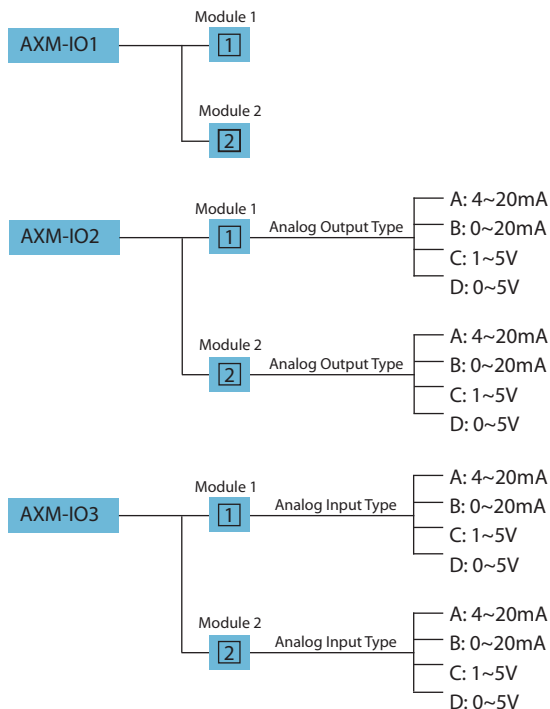 Module 1
AXM-IO1
1
Module 2
2
Module 1
AXM-IO2
1
Analog Output Type
A: 4~20mA
B: 0~20mA
C: 1~5V
D: 0~5V
Module 2
2
Analog Output Type
A: 4~20mA
B: 0~20mA
C: 1~5V
D: 0~5V
Module 1
AXM-IO3
1
Analog Input Type
A: 4~20mA
B: 0~20mA
C: 1~5V
D: 0~5V
Module 2
2
Analog Input Type
A: 4~20mA
B: 0~20mA
C: 1~5V
D: 0~5V